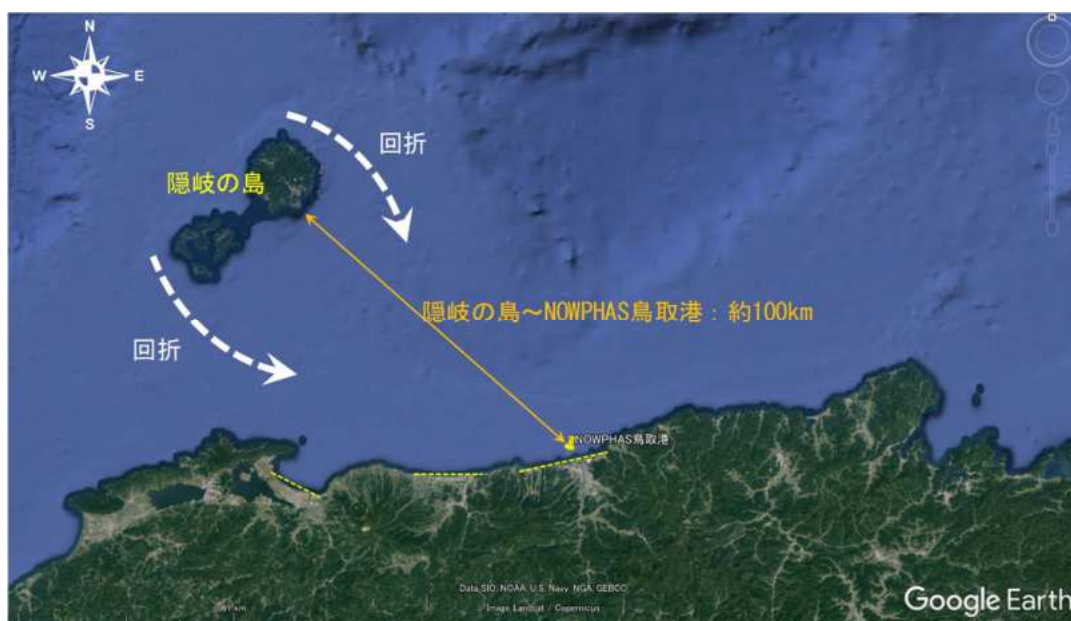 N
W E
S
N
回折
隠岐の島
隠岐の島～NOWPHAS鳥取港：約100km
回折
NOWPHAS鳥取港
Data SIO, NOAA, U.S. Navy, NGA, GEBCO
Image Landsat / Copernicus
Google Earth